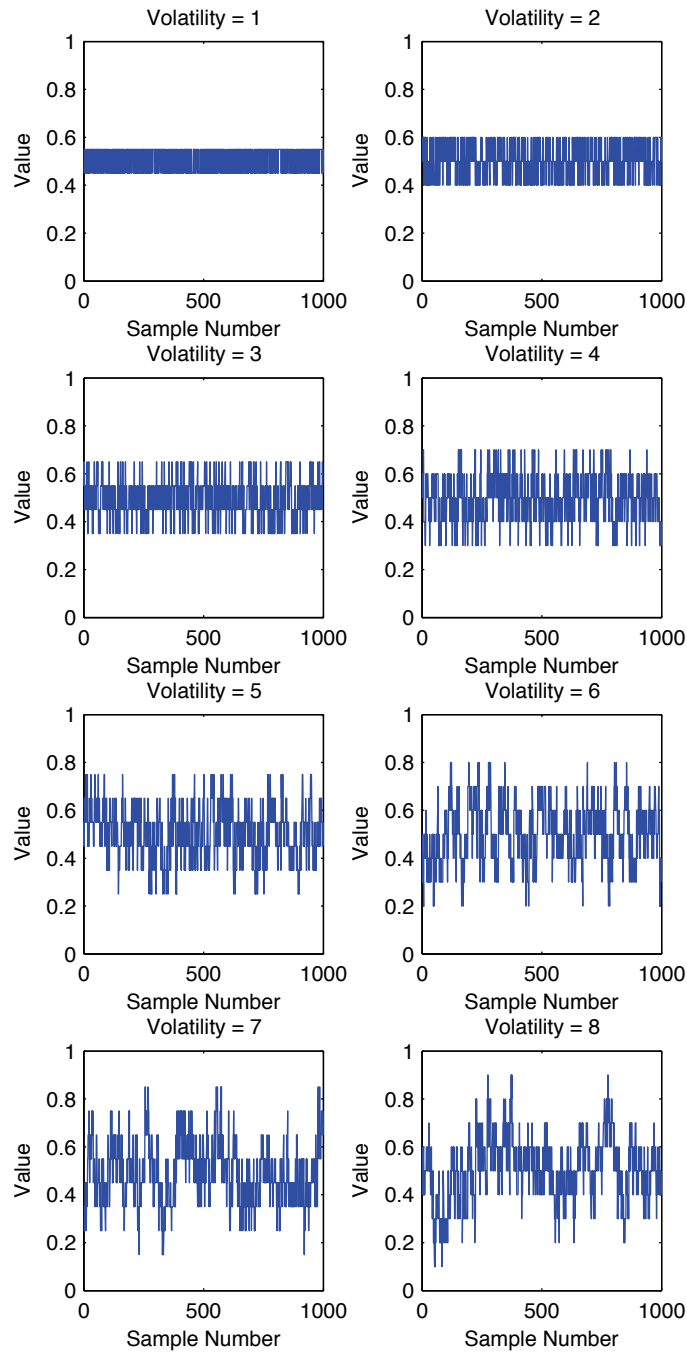 Volatility = 1
1
0.8
0.6
0.4
0.2
0
Value
0 500 1000
Sample Number
Volatility = 2
1
0.8
0.6
0.4
0.2
0
Value
0 500 1000
Sample Number
Volatility = 3
1
0.8
0.6
0.4
0.2
0
Value
0 500 1000
Sample Number
Volatility = 4
1
0.8
0.6
0.4
0.2
0
Value
0 500 1000
Sample Number
Volatility = 5
1
0.8
0.6
0.4
0.2
0
Value
0 500 1000
Sample Number
Volatility = 6
1
0.8
0.6
0.4
0.2
0
Value
0 500 1000
Sample Number
Volatility = 7
1
0.8
0.6
0.4
0.2
0
Value
0 500 1000
Sample Number
Volatility = 8
1
0.8
0.6
0.4
0.2
0
Value
0 500 1000
Sample Number